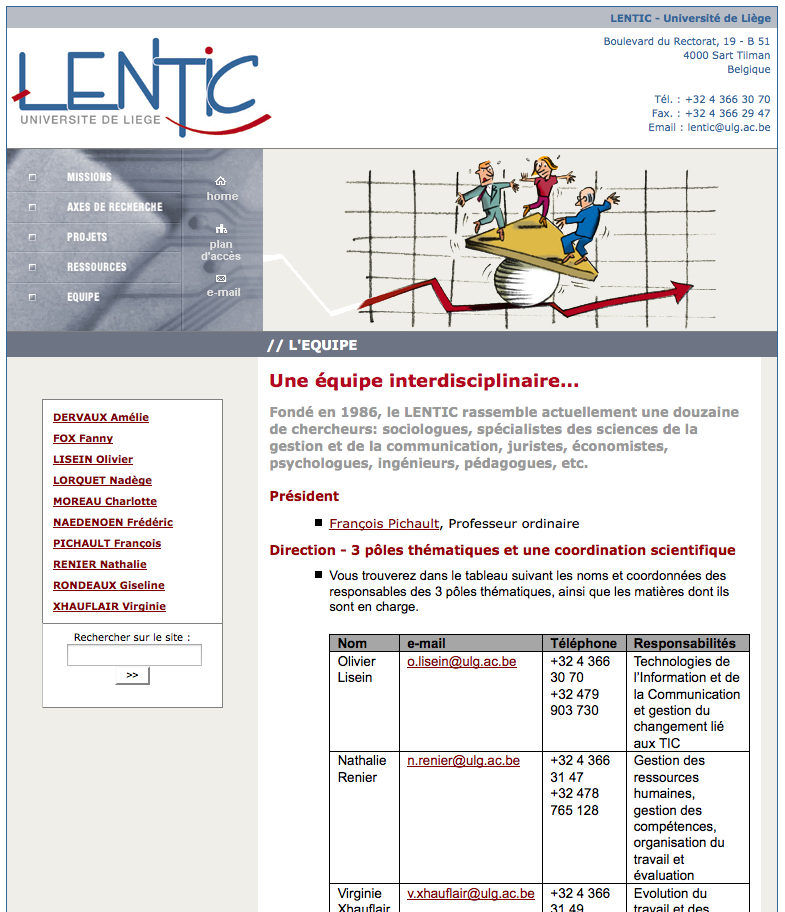 LENTIC - Université de Liège
Boulevard du Rectorat, 19 - B 51
4000 Sart Tilman
Belgique
Tél. : +32 4 366 30 70
Fax. : +32 4 366 29 47
Email : lentic@ulg.ac.be
LENTIC
UNIVERSITE DE LIEGE
MISSIONS
AXES DE RECHERCHE
PROJETS
RESSOURCES
EQUIPE
home
plan
d'accès
e-mail
// L'EQUIPE
DERVAUX Amélie
FOX Fanny
LISEIN Olivier
LORQUET Nadège
MOREAU Charlotte
NAEDENOEN Frédéric
PICHAULT François
RENIER Nathalie
RONDEAUX Giseline
XHAUFLAIR Virginie
Rechercher sur le site :
>>
Une équipe interdisciplinaire...
Fondé en 1986, le LENTIC rassemble actuellement une douzaine
de chercheurs: sociologues, spécialistes des sciences de la
gestion et de la communication, juristes, économistes,
psychologues, ingénieurs, pédagogues, etc.
Président
François Pichault, Professeur ordinaire
Direction - 3 pôles thématiques et une coordination scientifique
Vous trouverez dans le tableau suivant les noms et coordonnées des
responsables des 3 pôles thématiques, ainsi que les matières dont ils
sont en charge.
Nom e-mail Téléphone Responsabilités
Olivier o.lisein@ulg.ac.be +32 4 366 Technologies de
Lisein 30 70 l'Information et de
+32 479 la Communication
903 730 et gestion du
changement lié
aux TIC
Nathalie n.renier@ulg.ac.be +32 4 366 Gestion des
Renier 31 47 ressources
+32 478 humaines,
765 128 gestion des
compétences,
organisation du
travail et
évaluation
Virginie v.xhauflair@ulg.ac.be +32 4 366 Evolution du
Xhauflair 31 49 travail et des